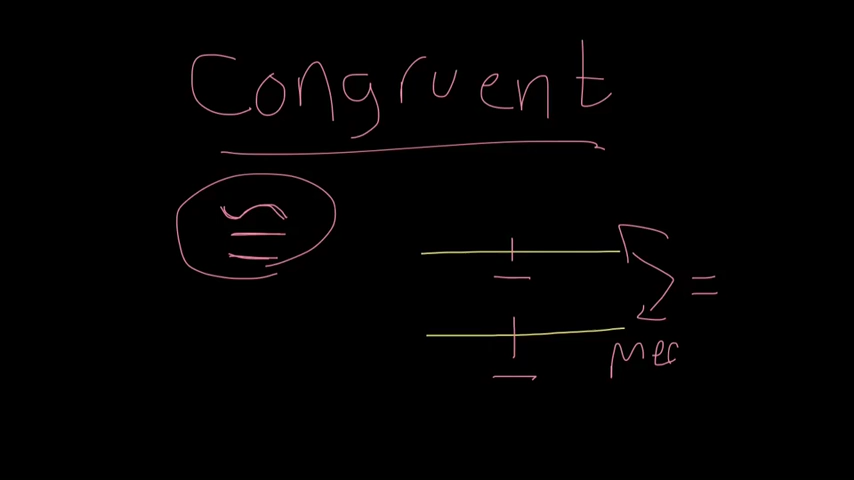 Congruent
≅
=
Mea